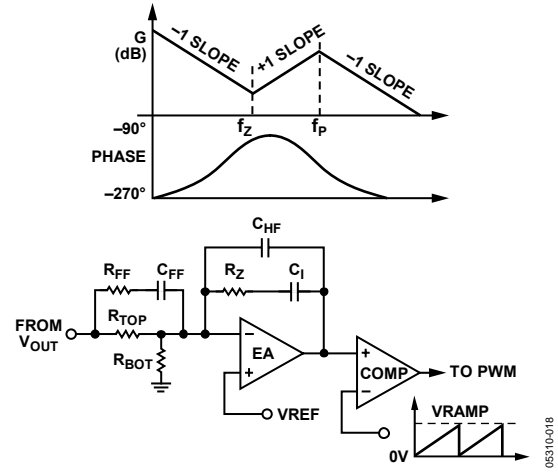 G
(dB)
–1 SLOPE
+1 SLOPE
–1 SLOPE
fZ
fP
–90°
PHASE
–270°
CHF
RFF
CFF
RZ
CI
FROM
VOUT
RTOP
RBOT
–
EA
+
VREF
+
COMP
–
TO PWM
VRAMP
0V
05310-018